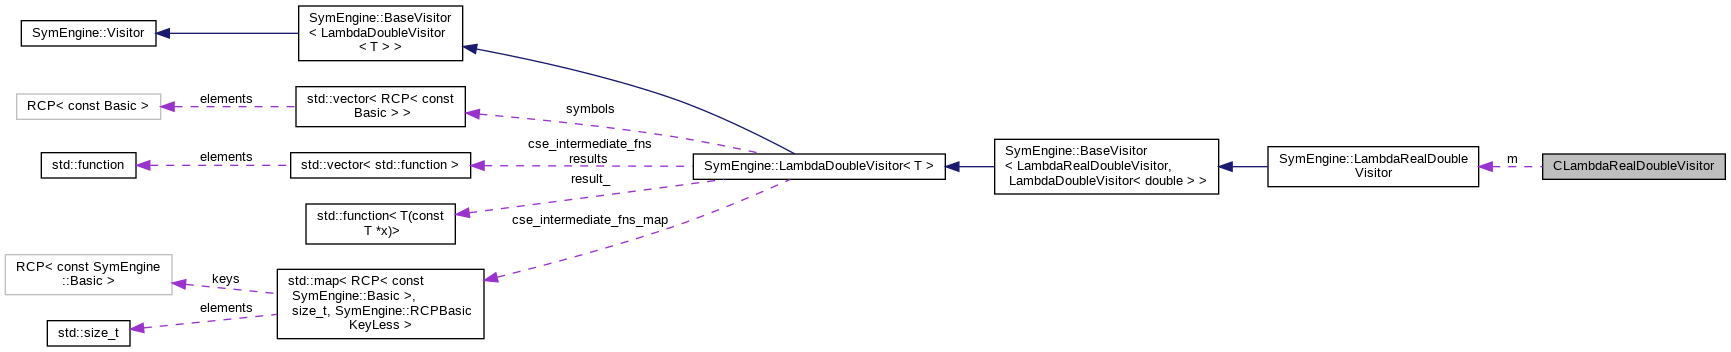 SymEngine::Visitor
SymEngine::BaseVisitor
< LambdaDoubleVisitor
< T > >
RCP< const Basic >
elements
std::vector< RCP< const
Basic > >
symbols
std::function
elements
std::vector< std::function >
cse_intermediate_fns
results
result_
std::function< T(const
T *x)>
cse_intermediate_fns_map
RCP< const SymEngine
::Basic >
keys
std::map< RCP< const
SymEngine::Basic >,
size_t, SymEngine::RCPBasic
KeyLess >
elements
std::size_t
SymEngine::LambdaDoubleVisitor< T >
SymEngine::BaseVisitor
< LambdaRealDoubleVisitor,
LambdaDoubleVisitor< double > >
SymEngine::LambdaRealDouble
Visitor
m
CLambdaRealDoubleVisitor